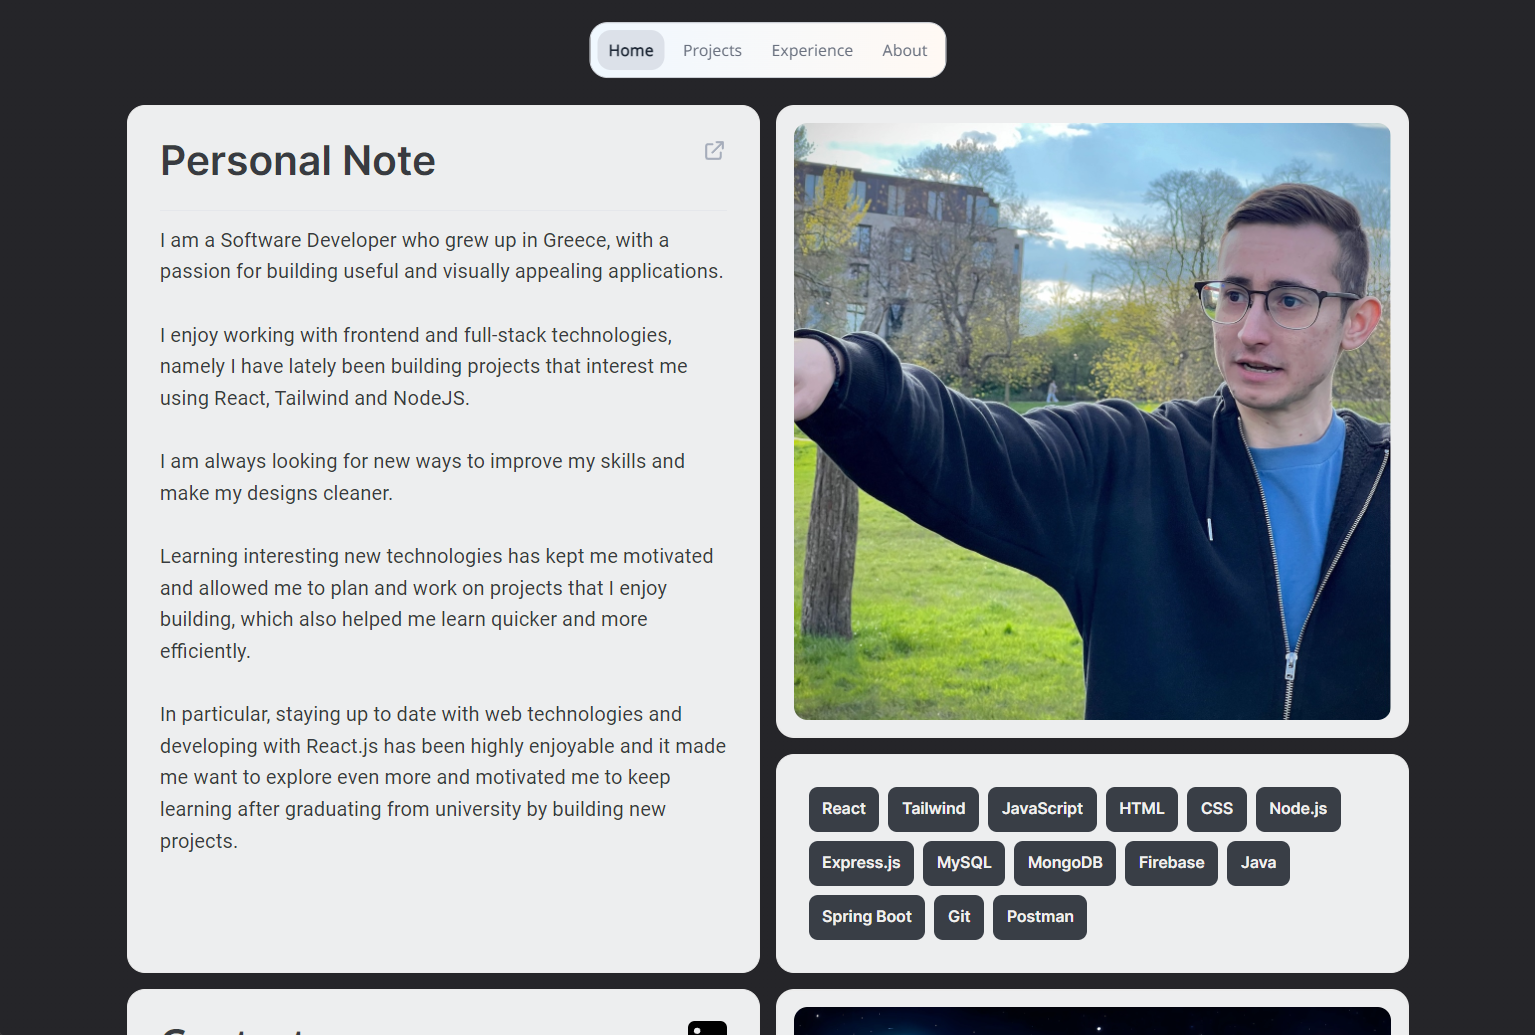 Home Projects Experience About
Personal Note
I am a Software Developer who grew up in Greece, with a
passion for building useful and visually appealing applications.
I enjoy working with frontend and full-stack technologies,
namely I have lately been building projects that interest me
using React, Tailwind and NodeJS.
I am always looking for new ways to improve my skills and
make my designs cleaner.
Learning interesting new technologies has kept me motivated
and allowed me to plan and work on projects that I enjoy
building, which also helped me learn quicker and more
efficiently.
In particular, staying up to date with web technologies and
developing with React.js has been highly enjoyable and it made
me want to explore even more and motivated me to keep
learning after graduating from university by building new
projects.
React Tailwind JavaScript HTML CSS Node.js
Express.js MySQL MongoDB Firebase Java
Spring Boot Git Postman